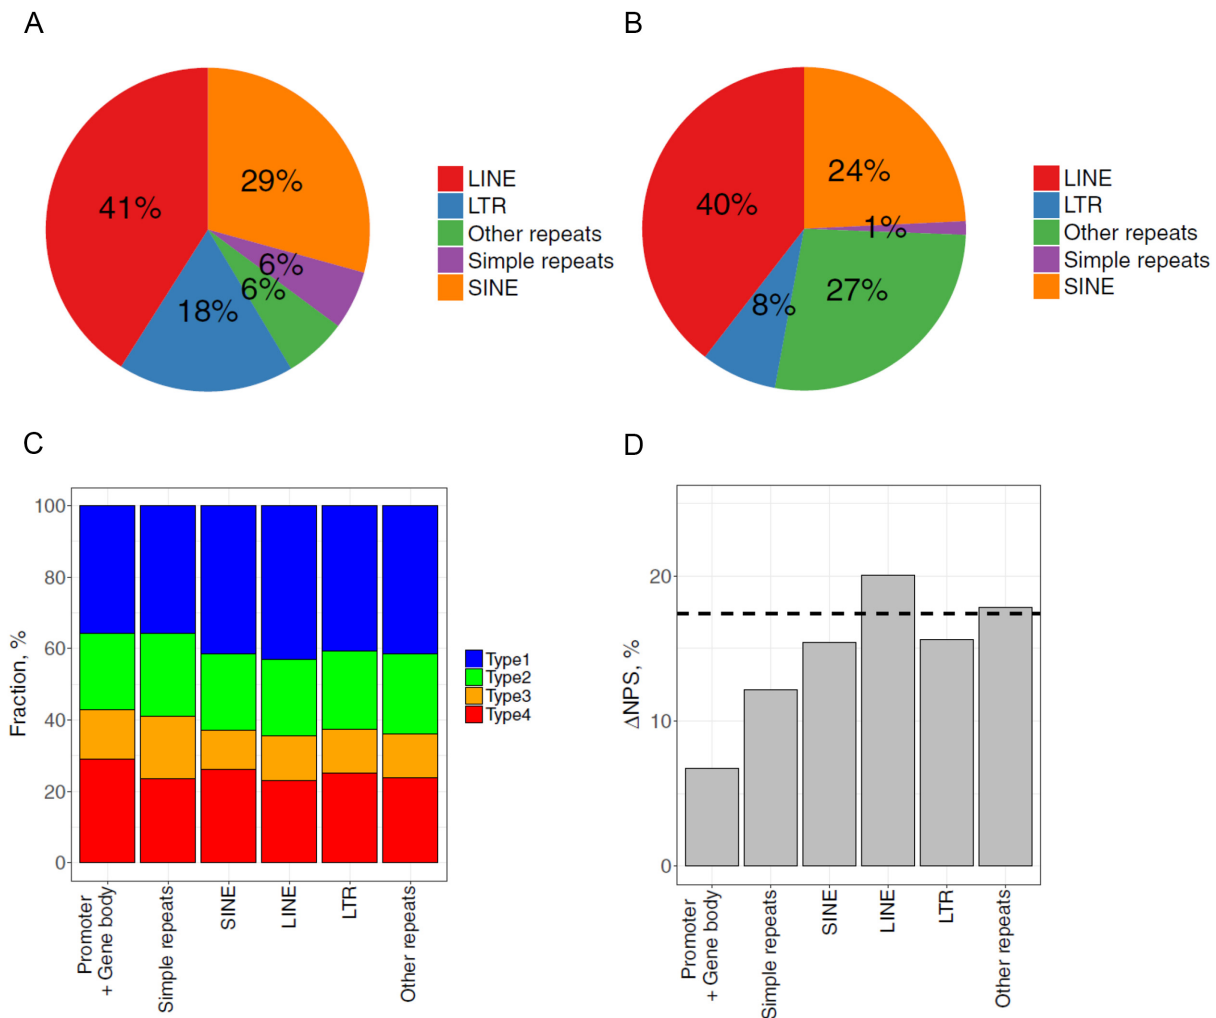 A
41%
29%
6%
6%
18%
LINE
LTR
Other repeats
Simple repeats
SINE
B
40%
24%
1%
27%
8%
LINE
LTR
Other repeats
Simple repeats
SINE
C
Fraction, %
100
80
60
40
20
0
Promoter
+ Gene body
Simple repeats
SINE
LINE
LTR
Other repeats
Type1
Type2
Type3
Type4
D
ΔNPS, %
20
10
0
Promoter
+ Gene body
Simple repeats
SINE
LINE
LTR
Other repeats